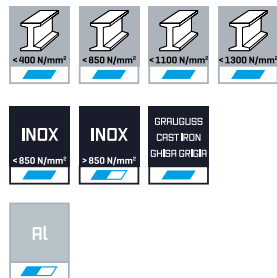 <400 N/mm² <850 N/mm² <1100 N/mm² <1300 N/mm²
INOX INOX GRAUGUSS
CAST IRON
GHISA GRIGIA
<850 N/mm² >850 N/mm²
Al